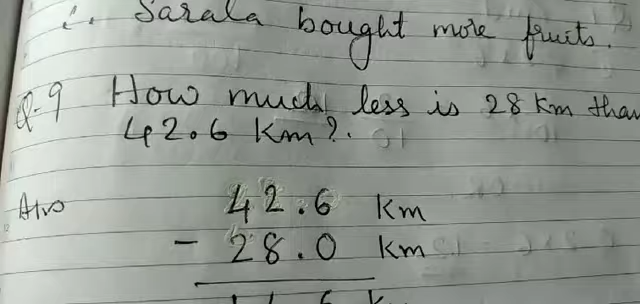 ∴ Sarala bought more fruits.
Q-9 How much less is 28 km than
42.6 km?.
Ans 42.6 km
- 28.0 km